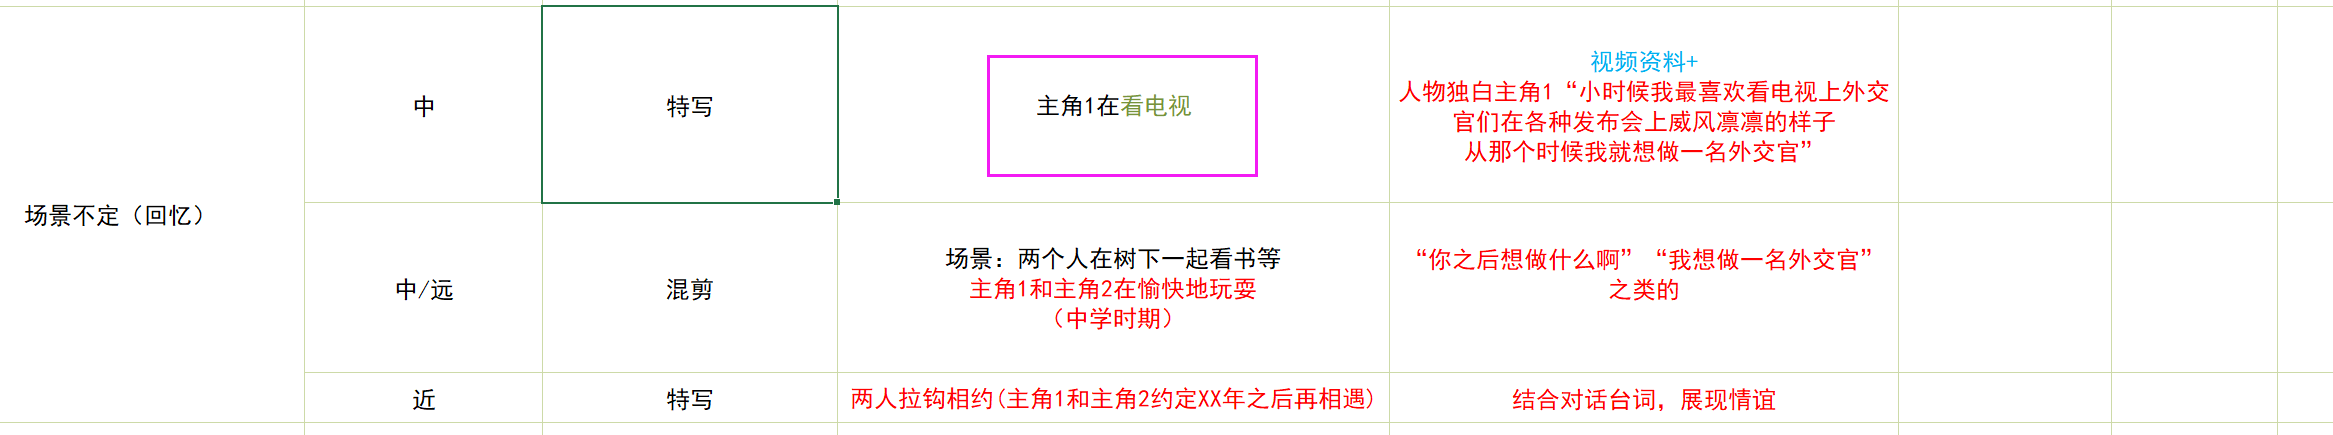 场景不定（回忆）
中
特写
主角1在看电视
视频资料+
人物独白主角1“小时候我最喜欢看电视上外交
官们在各种发布会上威风凛凛的样子
从那个时候我就想做一名外交官”
中/远
混剪
场景：两个人在树下一起看书等
主角1和主角2在愉快地玩耍
（中学时期）
“你之后想做什么啊” “我想做一名外交官”
之类的
近
特写
两人拉钩相约(主角1和主角2约定XX年之后再相遇)
结合对话台词，展现情谊